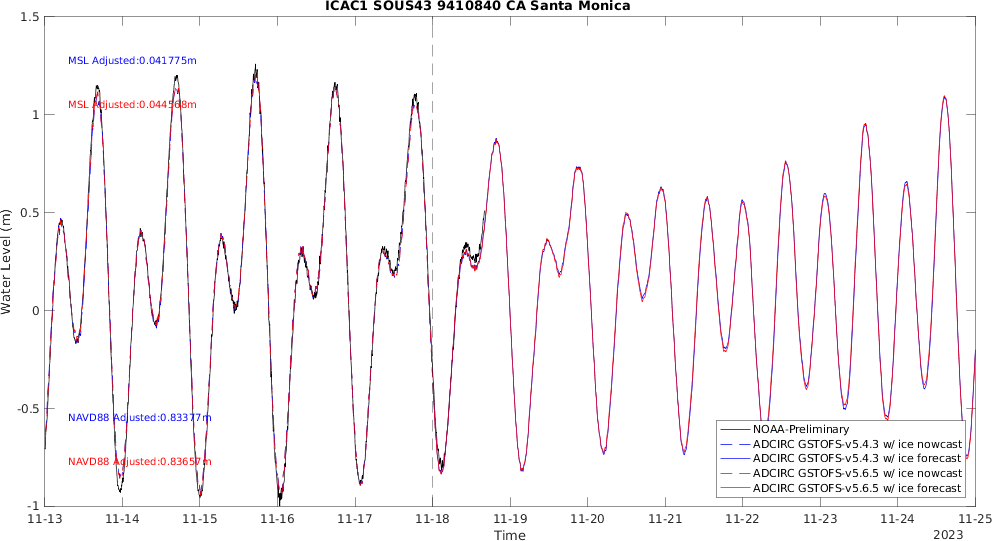 ICAC1 SOUS43 9410840 CA Santa Monica
1.5
1
0.5
0
-0.5
-1
Water Level (m)
MSL Adjusted:0.041775m
MSL Adjusted:0.044568m
NAVD88 Adjusted:0.83377m
NAVD88 Adjusted:0.83657m
NOAA-Preliminary
ADCIRC GSTOFS-v5.4.3 w/ ice nowcast
ADCIRC GSTOFS-v5.4.3 w/ ice forecast
ADCIRC GSTOFS-v5.6.5 w/ ice nowcast
ADCIRC GSTOFS-v5.6.5 w/ ice forecast
11-13 11-14 11-15 11-16 11-17 11-18 11-19 11-20 11-21 11-22 11-23 11-24 11-25
Time
2023